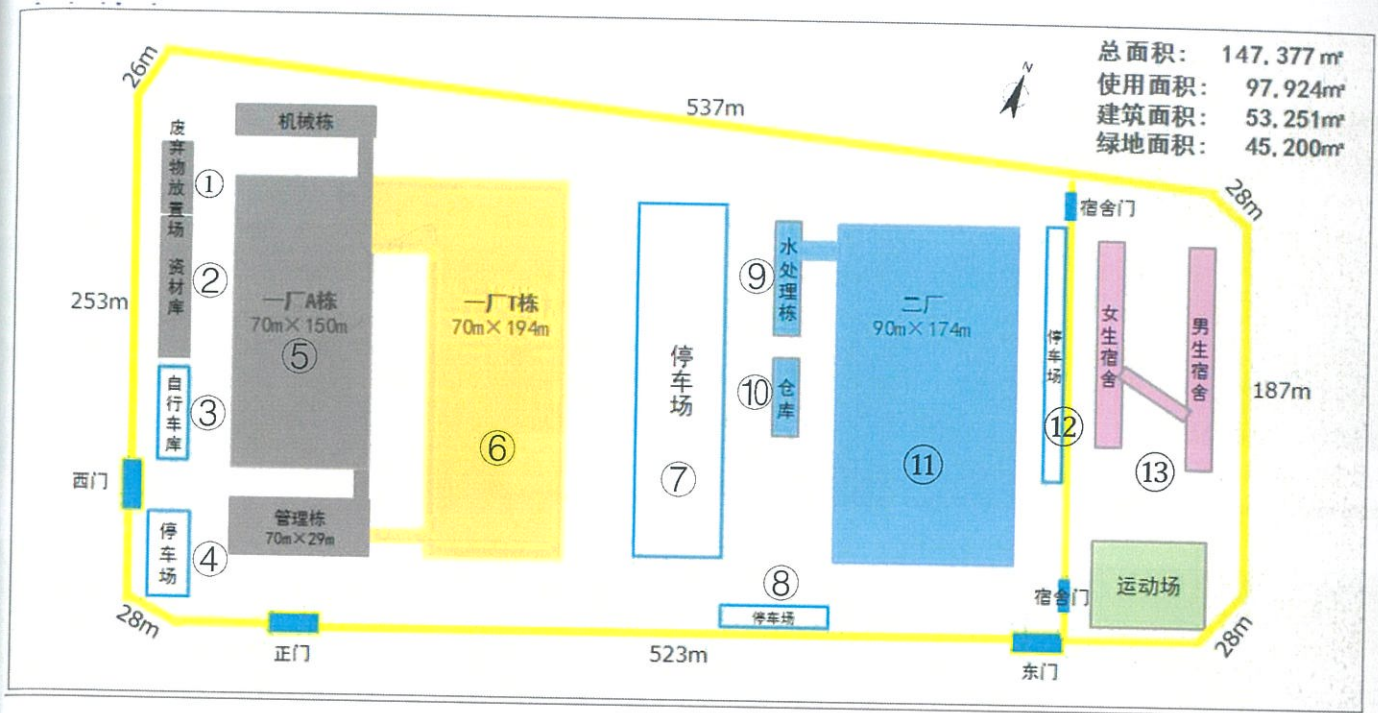 总面积： 147,377㎡
使用面积： 97,924㎡
建筑面积： 53,251㎡
绿地面积： 45,200㎡
N
26m
537m
28m
253m
187m
28m
523m
28m
机械栋
废弃物放置场
①
资材库
②
自行车库
③
西门
停车场
④
一厂A栋
70m×150m
⑤
管理栋
70m×29m
正门
一厂T栋
70m×194m
⑥
停车场
⑦
停车场
⑧
水处理栋
⑨
仓库
⑩
二厂
90m×174m
⑪
停车场
⑫
宿舍门
女生宿舍
男生宿舍
⑬
宿舍门
运动场
东门